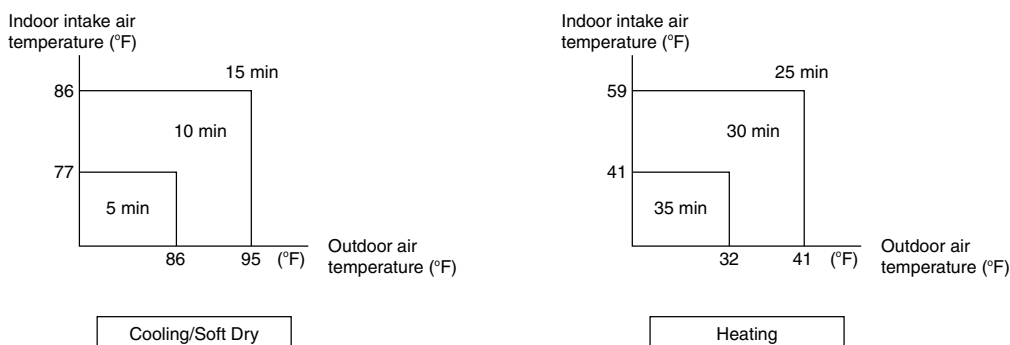 Indoor intake air
temperature (°F)
15 min
86
10 min
77
5 min
86
95
(°F)
Outdoor air
temperature (°F)
Cooling/Soft Dry
Indoor intake air
temperature (°F)
25 min
59
30 min
41
35 min
32
41
(°F)
Outdoor air
temperature (°F)
Heating